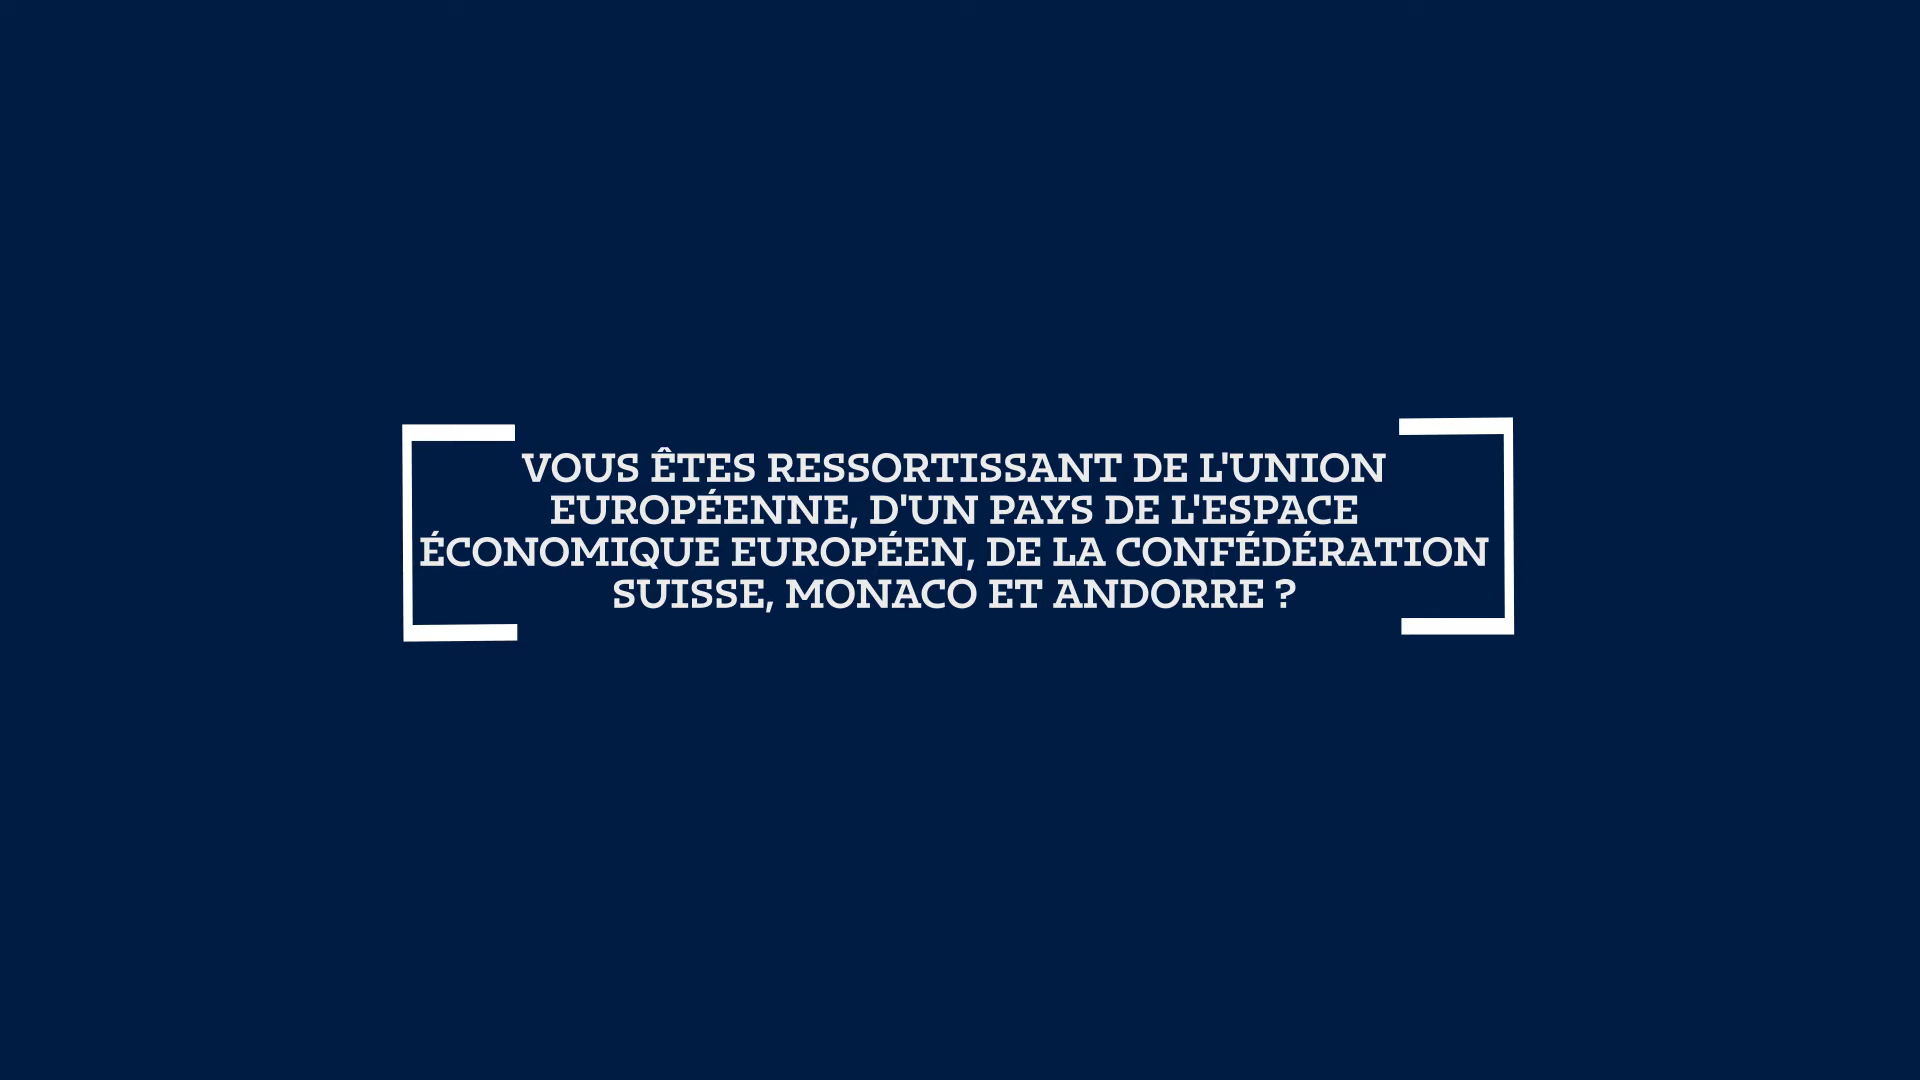 VOUS ÊTES RESSORTISSANT DE L'UNION
EUROPÉENNE, D'UN PAYS DE L'ESPACE
ÉCONOMIQUE EUROPÉEN, DE LA CONFÉDÉRATION
SUISSE, MONACO ET ANDORRE ?